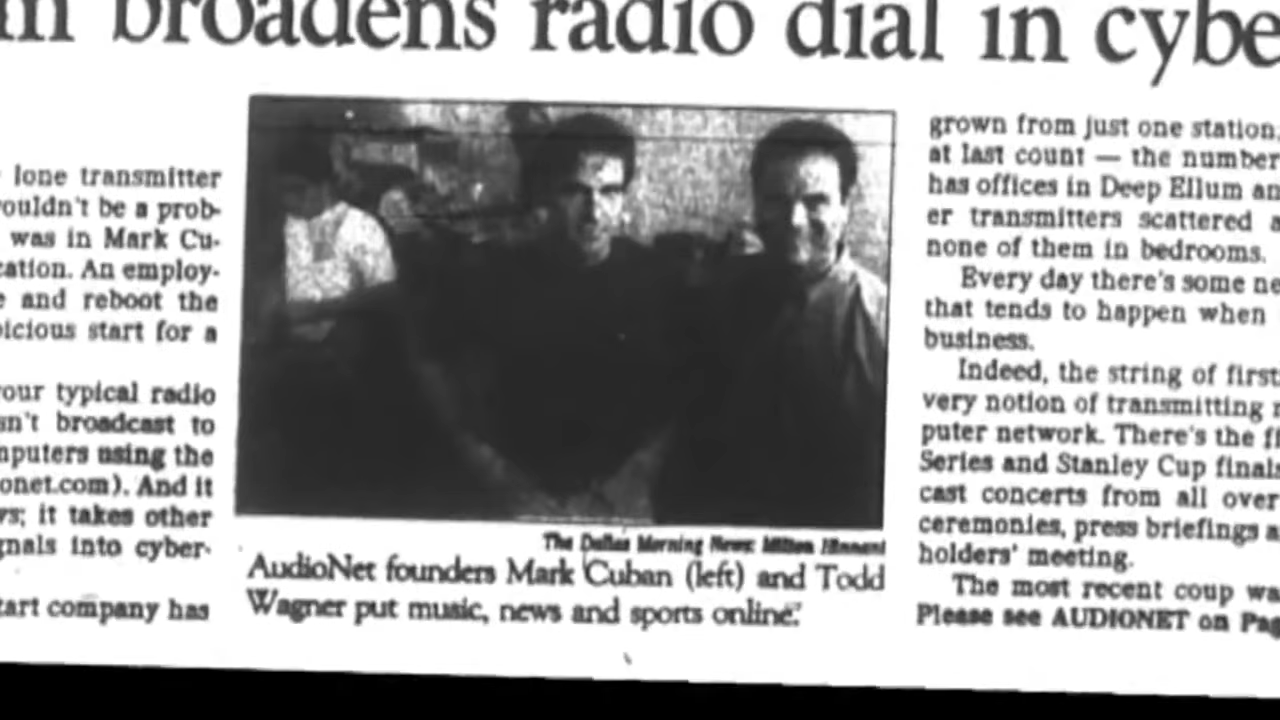 broadens radio dial in cybe
lone transmitter
ouldn't be a prob-
was in Mark Cu-
cation. An employ-
e and reboot the
picious start for a
our typical radio
sn't broadcast to
mputers using the
onet.com). And it
ws; it takes other
gnals into cyber-
tart company has
The Dallas Morning News: Milton Hinnant
AudioNet founders Mark Cuban (left) and Todd
Wagner put music, news and sports online.
grown from just one station,
at last count — the number
has offices in Deep Ellum an
er transmitters scattered a
none of them in bedrooms.
Every day there's some ne
that tends to happen when
business.
Indeed, the string of first
very notion of transmitting
puter network. There's the
Series and Stanley Cup finals
cast concerts from all over
ceremonies, press briefings a
holders' meeting.
The most recent coup wa
Please see AUDIONET on Pag